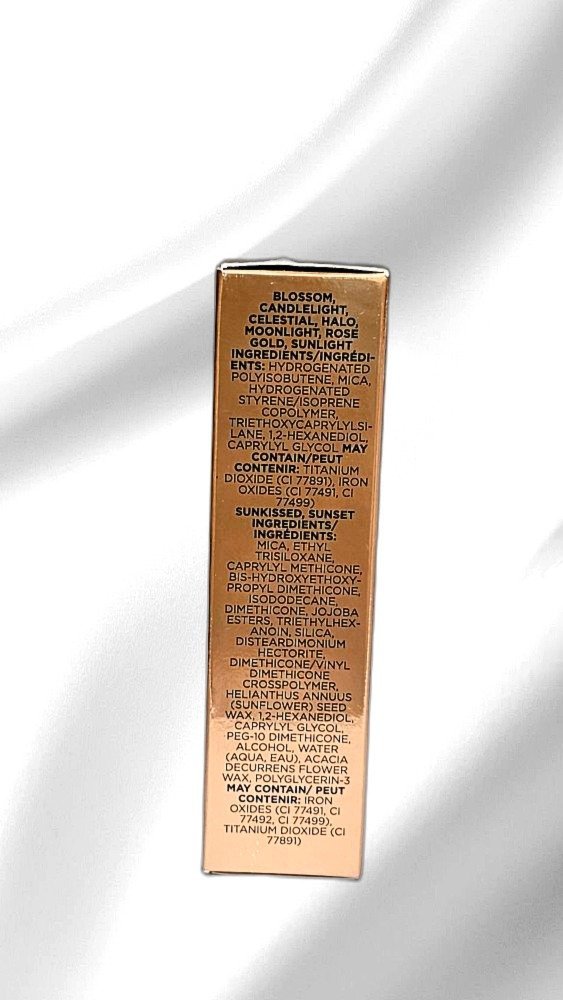 BLOSSOM,
CANDLELIGHT,
CELESTIAL, HALO,
MOONLIGHT, ROSE
GOLD, SUNLIGHT
INGREDIENTS/INGRÉDI-
ENTS: HYDROGENATED
POLYISOBUTENE, MICA,
HYDROGENATED
STYRENE/ISOPRENE
COPOLYMER,
TRIETHOXYCAPRYLYLSI-
LANE, 1,2-HEXANEDIOL,
CAPRYLYL GLYCOL MAY
CONTAIN/PEUT
CONTENIR: TITANIUM
DIOXIDE (CI 77891), IRON
OXIDES (CI 77491, CI
77499)
SUNKISSED, SUNSET
INGREDIENTS/
INGRÉDIENTS:
MICA, ETHYL
TRISILOXANE,
CAPRYLYL METHICONE,
BIS-HYDROXYETHOXY-
PROPYL DIMETHICONE,
ISODODECANE,
DIMETHICONE, JOJOBA
ESTERS, TRIETHYLHEX-
ANOIN, SILICA,
DISTEARDIMONIUM
HECTORITE,
DIMETHICONE/VINYL
DIMETHICONE
CROSSPOLYMER,
HELIANTHUS ANNUUS
(SUNFLOWER) SEED
WAX, 1,2-HEXANEDIOL,
CAPRYLYL GLYCOL,
PEG-10 DIMETHICONE,
ALCOHOL, WATER
(AQUA, EAU), ACACIA
DECURRENS FLOWER
WAX, POLYGLYCERIN-3
MAY CONTAIN/ PEUT
CONTENIR: IRON
OXIDES (CI 77491, CI
77492, CI 77499),
TITANIUM DIOXIDE (CI
77891)